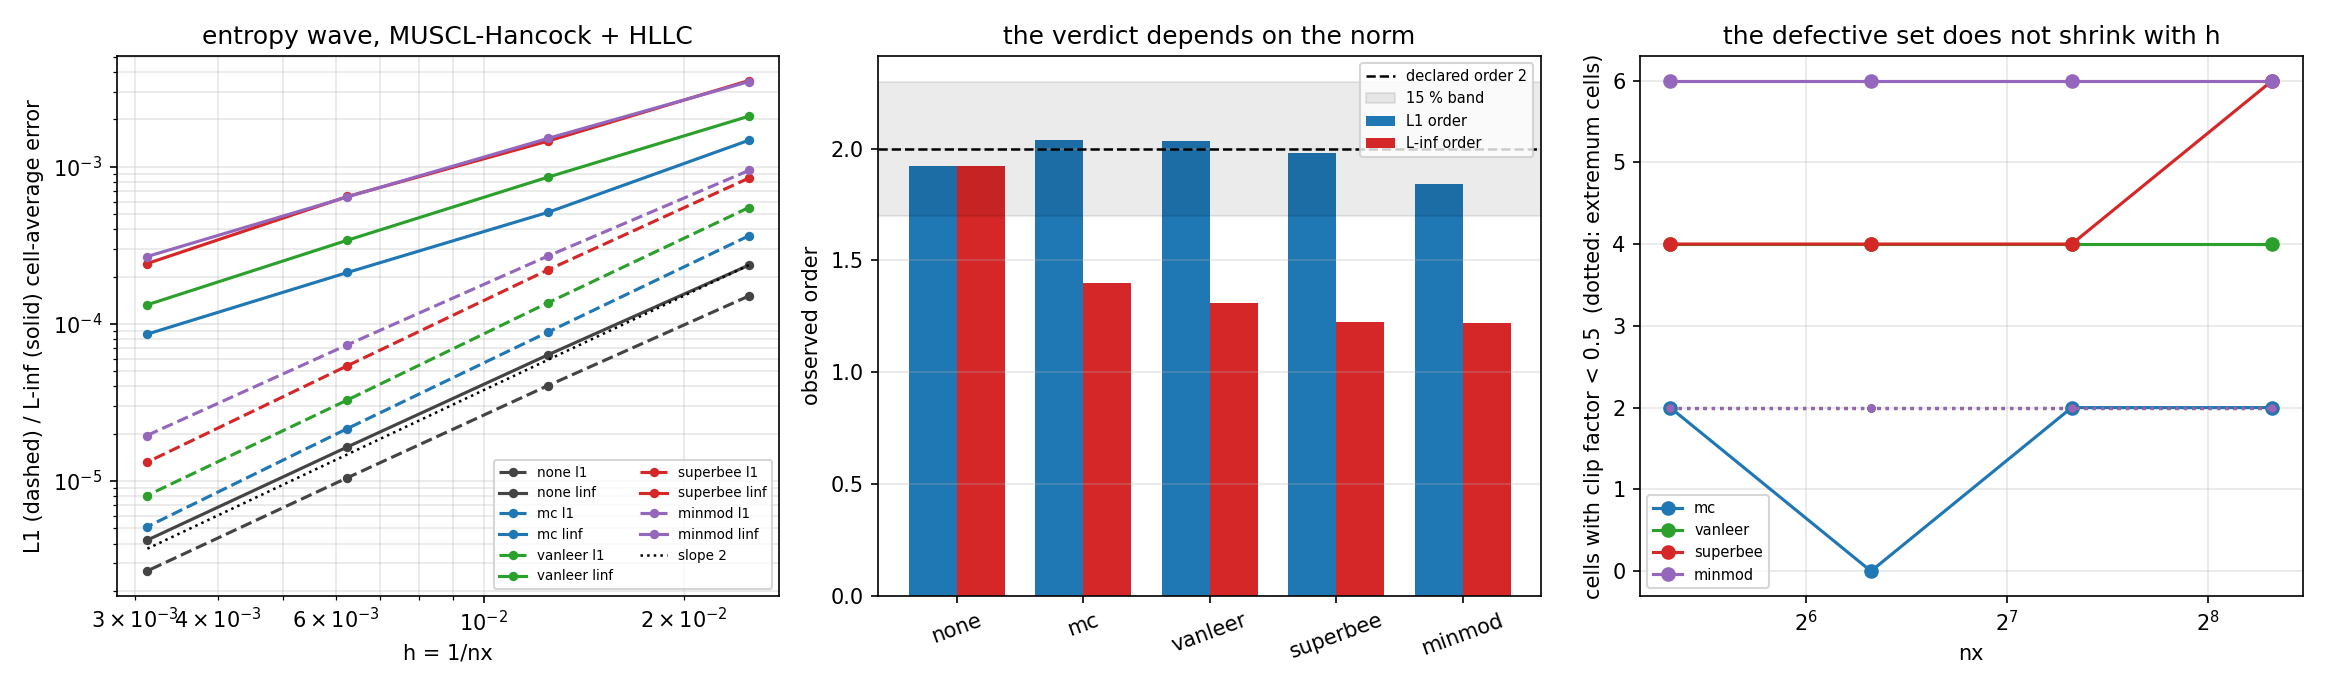 entropy wave, MUSCL-Hancock + HLLC
L1 (dashed) / L-inf (solid) cell-average error
10⁻³
10⁻⁴
10⁻⁵
3 × 10⁻³
4 × 10⁻³
6 × 10⁻³
10⁻²
2 × 10⁻²
h = 1/nx
none l1
none linf
mc l1
mc linf
vanleer l1
vanleer linf
superbee l1
superbee linf
minmod l1
minmod linf
slope 2
the verdict depends on the norm
observed order
2.0
1.5
1.0
0.5
0.0
none
mc
vanleer
superbee
minmod
declared order 2
15 % band
L1 order
L-inf order
the defective set does not shrink with h
cells with clip factor < 0.5 (dotted: extremum cells)
6
5
4
3
2
1
0
2⁶
2⁷
2⁸
nx
mc
vanleer
superbee
minmod